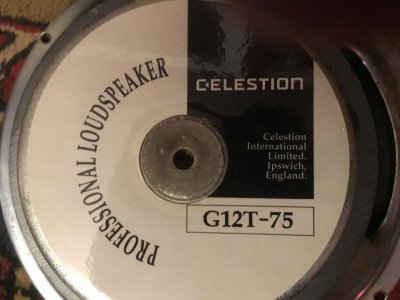 PROFESSIONAL LOUDSPEAKER
CELESTION
Celestion
International
Limited.
Ipswich,
England.
G12T-75